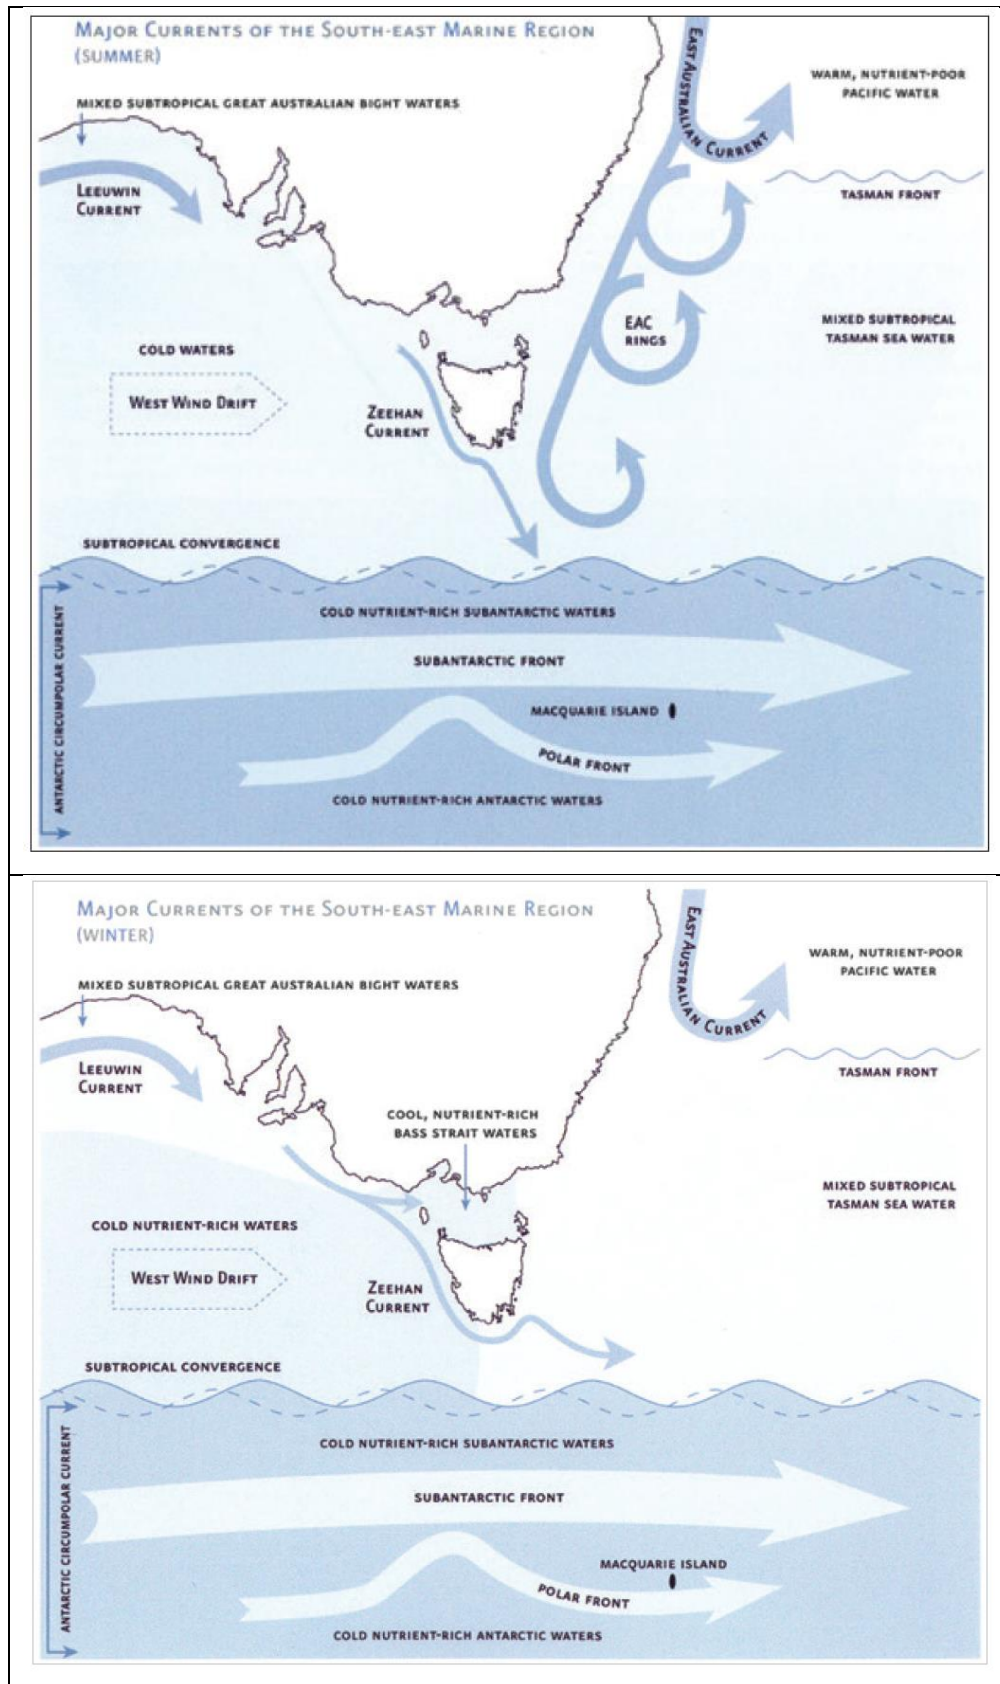 MAJOR CURRENTS OF THE SOUTH-EAST MARINE REGION
(SUMMER)
MIXED SUBTROPICAL GREAT AUSTRALIAN BIGHT WATERS
LEEUWIN
CURRENT
EAST AUSTRALIAN CURRENT
WARM, NUTRIENT-POOR
PACIFIC WATER
TASMAN FRONT
EAC
RINGS
MIXED SUBTROPICAL
TASMAN SEA WATER
COLD WATERS
WEST WIND DRIFT
ZEEHAN
CURRENT
SUBTROPICAL CONVERGENCE
ANTARCTIC CIRCUMPOLAR CURRENT
COLD NUTRIENT-RICH SUBANTARCTIC WATERS
SUBANTARCTIC FRONT
MACQUARIE ISLAND
POLAR FRONT
COLD NUTRIENT-RICH ANTARCTIC WATERS
MAJOR CURRENTS OF THE SOUTH-EAST MARINE REGION
(WINTER)
MIXED SUBTROPICAL GREAT AUSTRALIAN BIGHT WATERS
LEEUWIN
CURRENT
EAST AUSTRALIAN CURRENT
WARM, NUTRIENT-POOR
PACIFIC WATER
TASMAN FRONT
COOL, NUTRIENT-RICH
BASS STRAIT WATERS
MIXED SUBTROPICAL
TASMAN SEA WATER
COLD NUTRIENT-RICH WATERS
WEST WIND DRIFT
ZEEHAN
CURRENT
SUBTROPICAL CONVERGENCE
ANTARCTIC CIRCUMPOLAR CURRENT
COLD NUTRIENT-RICH SUBANTARCTIC WATERS
SUBANTARCTIC FRONT
MACQUARIE ISLAND
POLAR FRONT
COLD NUTRIENT-RICH ANTARCTIC WATERS